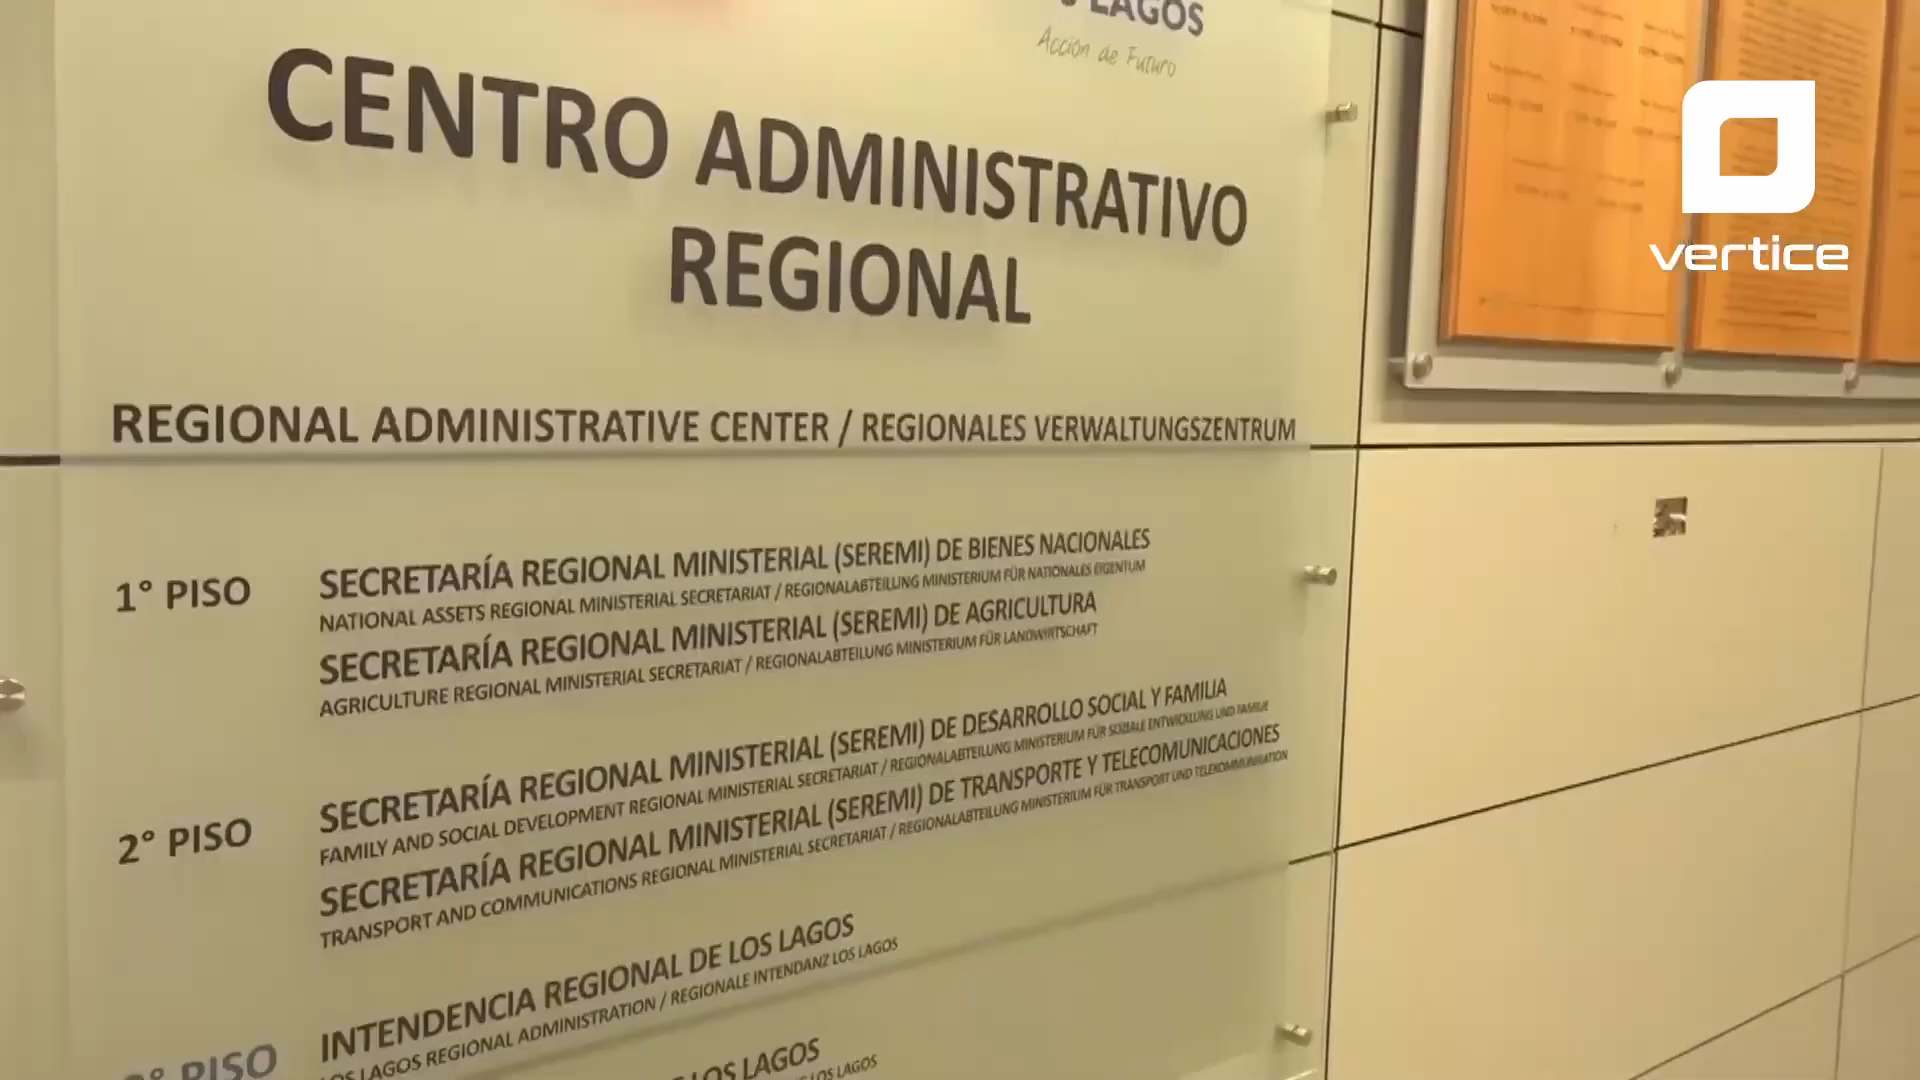 LAGOS
Acción de Futuro
CENTRO ADMINISTRATIVO
REGIONAL
vertice
REGIONAL ADMINISTRATIVE CENTER / REGIONALES VERWALTUNGSZENTRUM
1° PISO
SECRETARÍA REGIONAL MINISTERIAL (SEREMI) DE BIENES NACIONALES
NATIONAL ASSETS REGIONAL MINISTERIAL SECRETARIAT / REGIONALABTEILUNG MINISTERIUM FÜR NATIONALES EIGENTUM
SECRETARÍA REGIONAL MINISTERIAL (SEREMI) DE AGRICULTURA
AGRICULTURE REGIONAL MINISTERIAL SECRETARIAT / REGIONALABTEILUNG MINISTERIUM FÜR LANDWIRTSCHAFT
2° PISO
SECRETARÍA REGIONAL MINISTERIAL (SEREMI) DE DESARROLLO SOCIAL Y FAMILIA
FAMILY AND SOCIAL DEVELOPMENT REGIONAL MINISTERIAL SECRETARIAT / REGIONALABTEILUNG MINISTERIUM FÜR SOZIALE ENTWICKLUNG UND FAMILIE
SECRETARÍA REGIONAL MINISTERIAL (SEREMI) DE TRANSPORTE Y TELECOMUNICACIONES
TRANSPORT AND COMMUNICATIONS REGIONAL MINISTERIAL SECRETARIAT / REGIONALABTEILUNG MINISTERIUM FÜR TRANSPORT UND TELEKOMMUNIKATION
PISO
INTENDENCIA REGIONAL DE LOS LAGOS
LOS LAGOS REGIONAL ADMINISTRATION / REGIONALE INTENDANZ LOS LAGOS
LOS LAGOS
LOS LAGOS